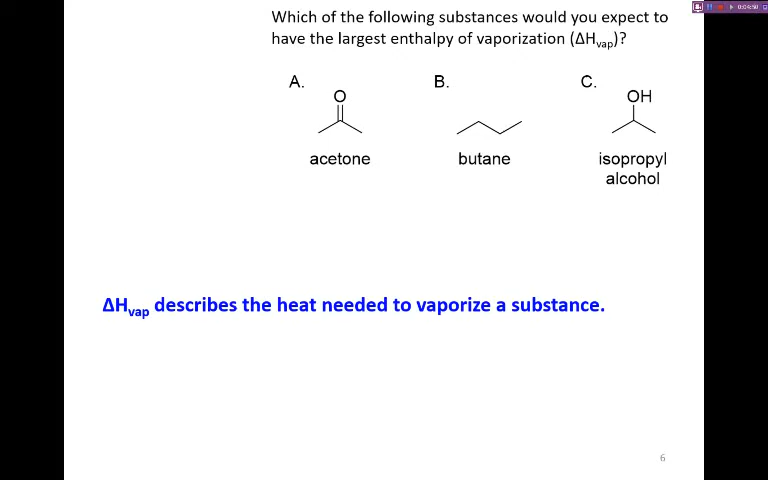 Which of the following substances would you expect to
have the largest enthalpy of vaporization (ΔHvap)?
A. B. C.
O OH
acetone butane isopropyl
alcohol
ΔHvap describes the heat needed to vaporize a substance.
6